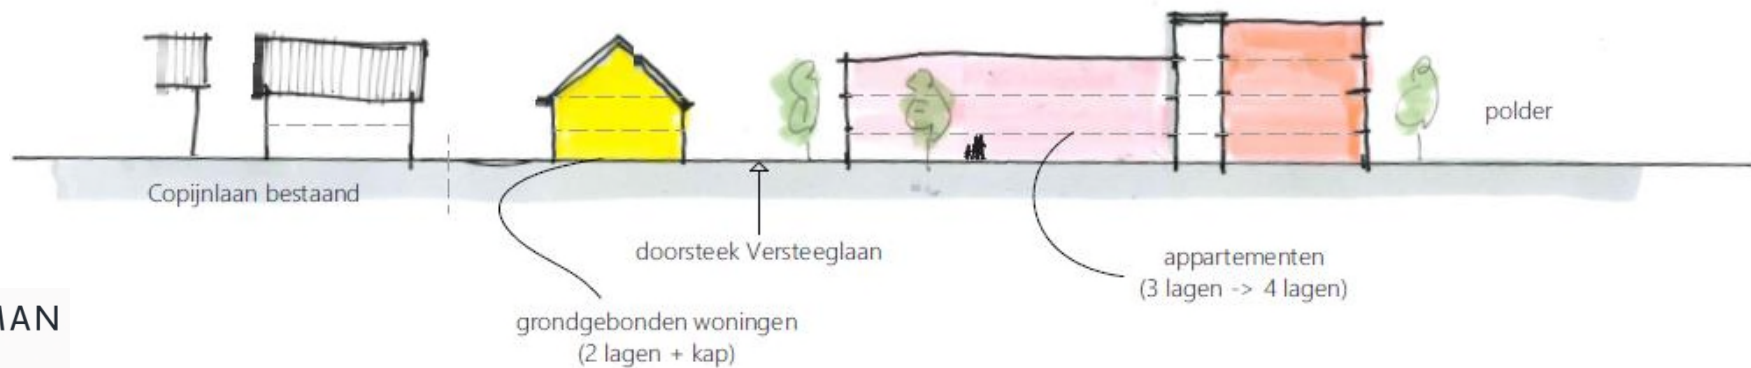 polder
Copijnlaan bestaand
doorsteek Versteeglaan
appartementen
(3 lagen -> 4 lagen)
grondgebonden woningen
(2 lagen + kap)
MAN